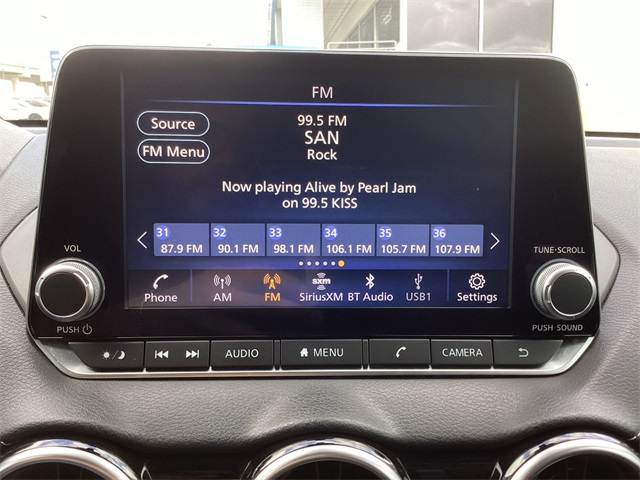 FM
Source
99.5 FM
SAN
FM Menu
Rock
Now playing Alive by Pearl Jam
on 99.5 KISS
31 32 33 34 35 36
87.9 FM 90.1 FM 98.1 FM 106.1 FM 105.7 FM 107.9 FM
VOL
TUNE·SCROLL
sxm
Phone AM FM SiriusXM BT Audio USB1 Settings
PUSH
PUSH SOUND
AUDIO MENU CAMERA